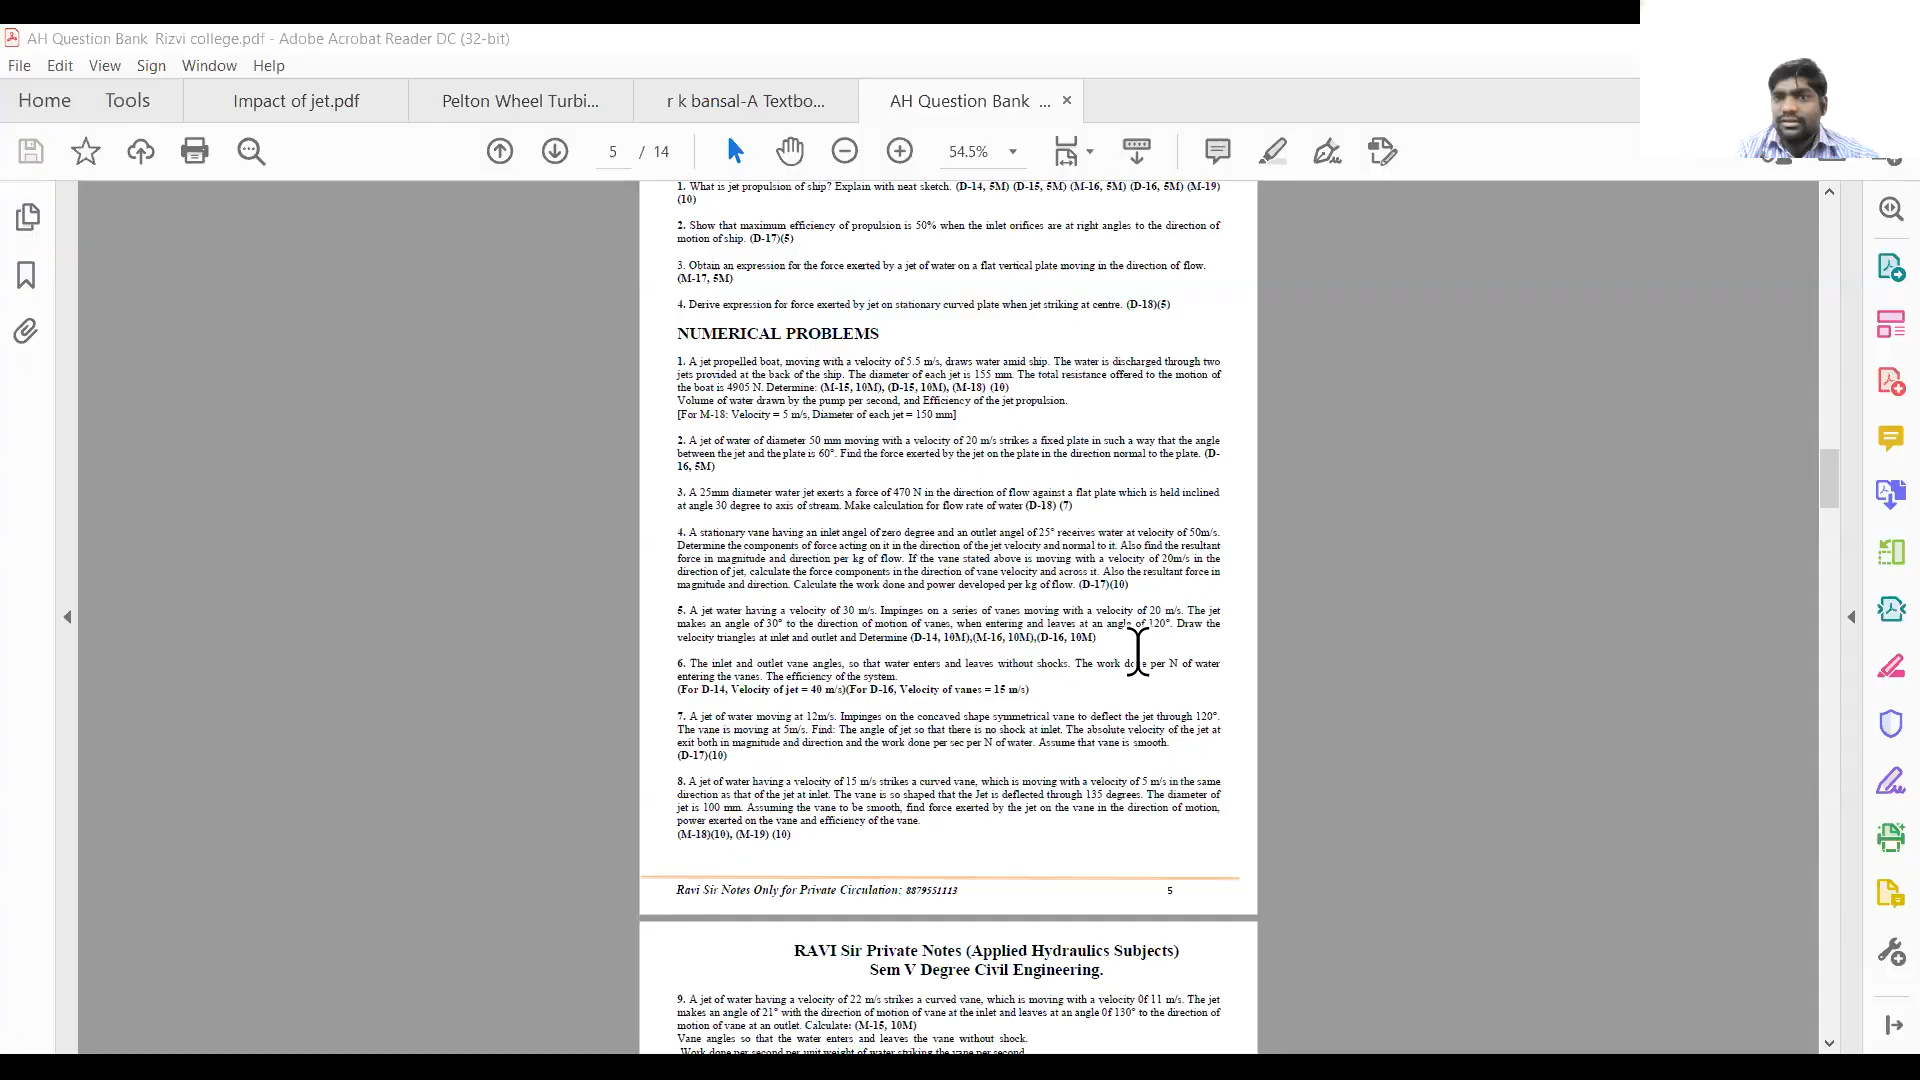 AH Question Bank Rizvi college.pdf - Adobe Acrobat Reader DC (32-bit)
File Edit View Sign Window Help
Home Tools Impact of jet.pdf Pelton Wheel Turbi... r k bansal-A Textbo... AH Question Bank ... ×
5 / 14 54.5%
1. What is jet propulsion of ship? Explain with neat sketch. (D-14, 5M) (D-15, 5M) (M-16, 5M) (D-16, 5M) (M-19)
(10)
2. Show that maximum efficiency of propulsion is 50% when the inlet orifices are at right angles to the direction of
motion of ship. (D-17)(5)
3. Obtain an expression for the force exerted by a jet of water on a flat vertical plate moving in the direction of flow.
(M-17, 5M)
4. Derive expression for force exerted by jet on stationary curved plate when jet striking at centre. (D-18)(5)
NUMERICAL PROBLEMS
1. A jet propelled boat, moving with a velocity of 5.5 m/s, draws water amid ship. The water is discharged through two
jets provided at the back of the ship. The diameter of each jet is 155 mm. The total resistance offered to the motion of
the boat is 4905 N. Determine: (M-15, 10M), (D-15, 10M), (M-18) (10)
Volume of water drawn by the pump per second, and Efficiency of the jet propulsion.
[For M-18: Velocity = 5 m/s, Diameter of each jet = 150 mm]
2. A jet of water of diameter 50 mm moving with a velocity of 20 m/s strikes a fixed plate in such a way that the angle
between the jet and the plate is 60°. Find the force exerted by the jet on the plate in the direction normal to the plate. (D-
16, 5M)
3. A 25mm diameter water jet exerts a force of 470 N in the direction of flow against a flat plate which is held inclined
at angle 30 degree to axis of stream. Make calculation for flow rate of water (D-18) (7)
4. A stationary vane having an inlet angel of zero degree and an outlet angel of 25° receives water at velocity of 50m/s.
Determine the components of force acting on it in the direction of the jet velocity and normal to it. Also find the resultant
force in magnitude and direction per kg of flow. If the vane stated above is moving with a velocity of 20m/s in the
direction of jet, calculate the force components in the direction of vane velocity and across it. Also the resultant force in
magnitude and direction. Calculate the work done and power developed per kg of flow. (D-17)(10)
5. A jet water having a velocity of 30 m/s. Impinges on a series of vanes moving with a velocity of 20 m/s. The jet
makes an angle of 30° to the direction of motion of vanes, when entering and leaves at an angle of 120°. Draw the
velocity triangles at inlet and outlet and Determine (D-14, 10M),(M-16, 10M),(D-16, 10M)
6. The inlet and outlet vane angles, so that water enters and leaves without shocks. The work done per N of water
entering the vanes. The efficiency of the system.
(For D-14, Velocity of jet = 40 m/s)(For D-16, Velocity of vanes = 15 m/s)
7. A jet of water moving at 12m/s. Impinges on the concaved shape symmetrical vane to deflect the jet through 120°.
The vane is moving at 5m/s. Find: The angle of jet so that there is no shock at inlet. The absolute velocity of the jet at
exit both in magnitude and direction and the work done per sec per N of water. Assume that vane is smooth.
(D-17)(10)
8. A jet of water having a velocity of 15 m/s strikes a curved vane, which is moving with a velocity of 5 m/s in the same
direction as that of the jet at inlet. The vane is so shaped that the Jet is deflected through 135 degrees. The diameter of
jet is 100 mm. Assuming the vane to be smooth, find force exerted by the jet on the vane in the direction of motion,
power exerted on the vane and efficiency of the vane.
(M-18)(10), (M-19) (10)
Ravi Sir Notes Only for Private Circulation: 8879551113 5
RAVI Sir Private Notes (Applied Hydraulics Subjects)
Sem V Degree Civil Engineering.
9. A jet of water having a velocity of 22 m/s strikes a curved vane, which is moving with a velocity 0f 11 m/s. The jet
makes an angle of 21° with the direction of motion of vane at the inlet and leaves at an angle 0f 130° to the direction of
motion of vane at an outlet. Calculate: (M-15, 10M)
Vane angles so that the water enters and leaves the vane without shock.
Work done per second per unit weight of water striking the vane per second.